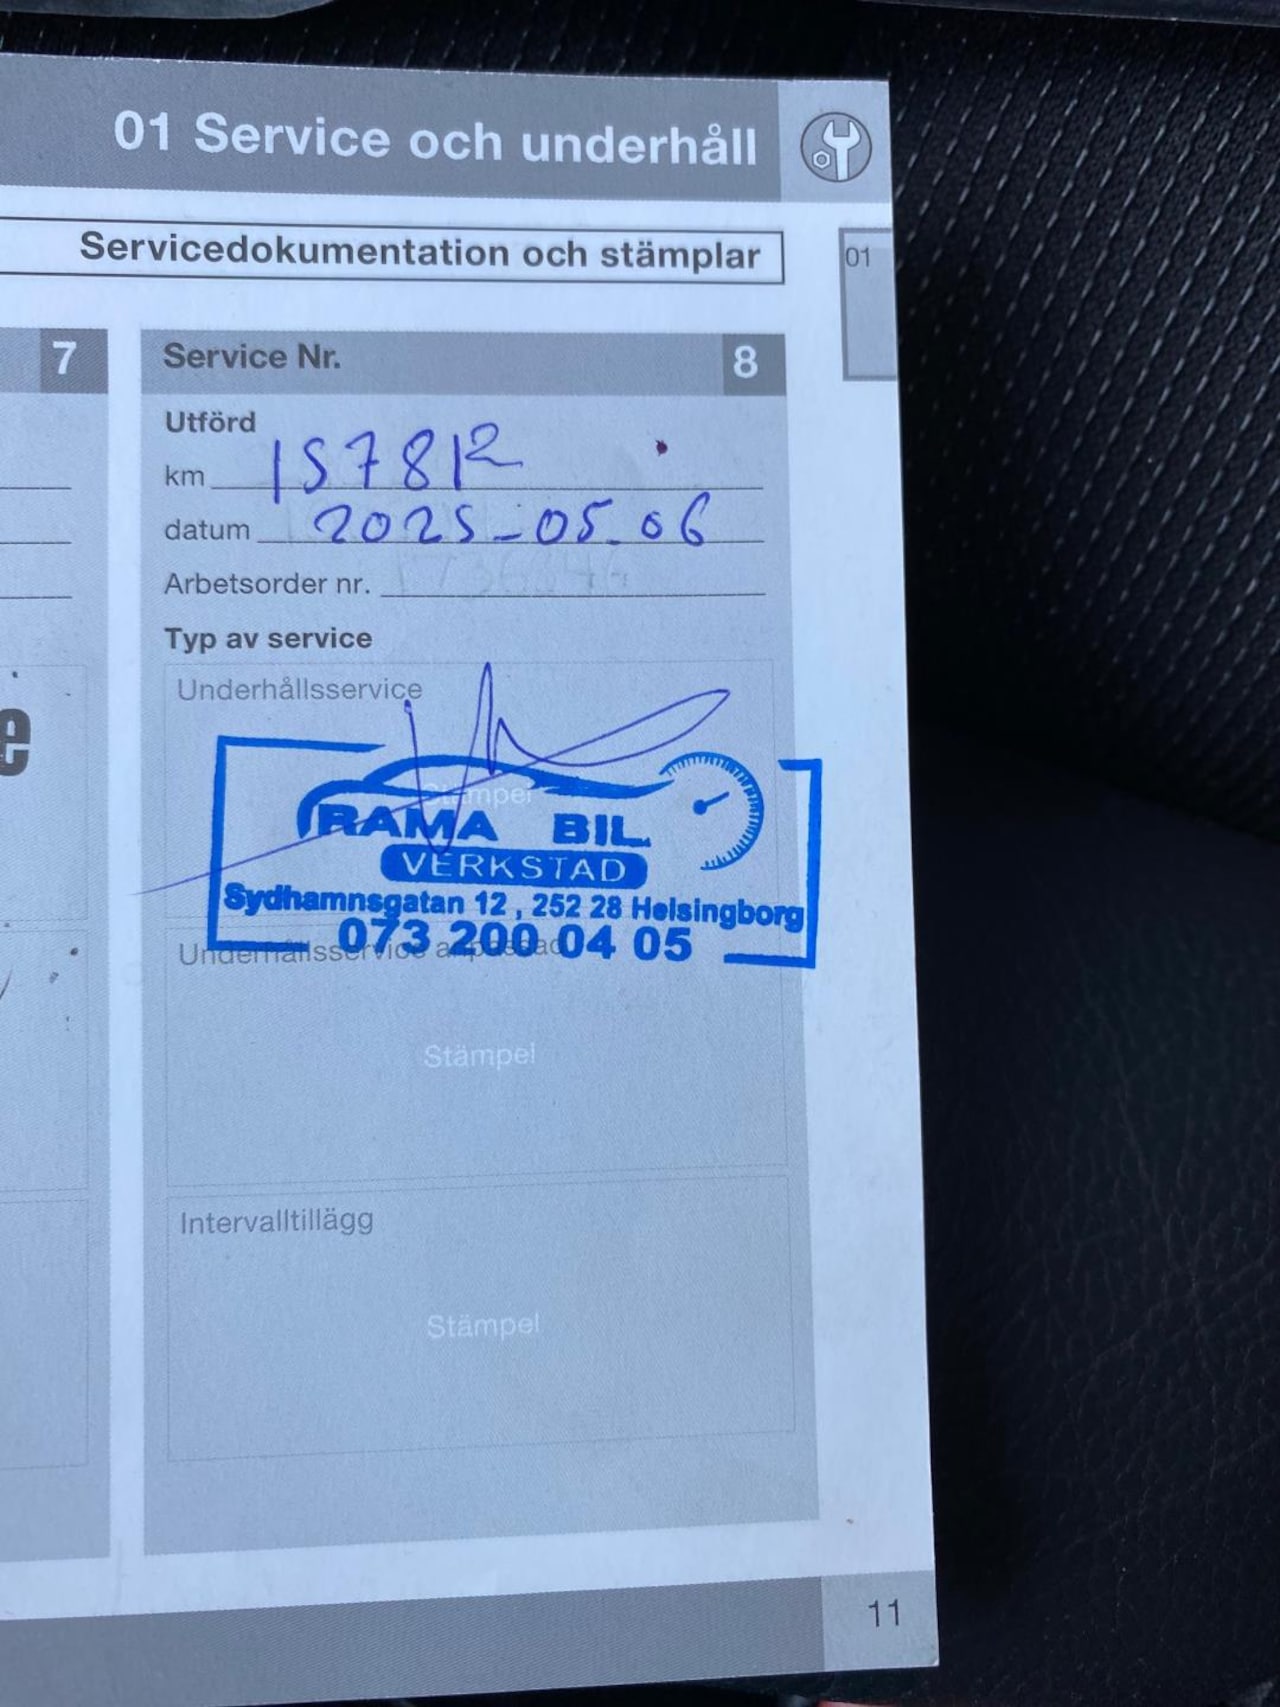 01 Service och underhåll
Servicedokumentation och stämplar
01
7
Service Nr.
8
Utförd
km 157812
datum 2025-05-06
Arbetsorder nr.
Typ av service
Underhållsservice
Stämpel
RAMA BIL
VERKSTAD
Sydhamnsgatan 12, 252 28 Helsingborg
073 200 04 05
Underhållsservice anpassad
Stämpel
Intervalltillägg
Stämpel
11